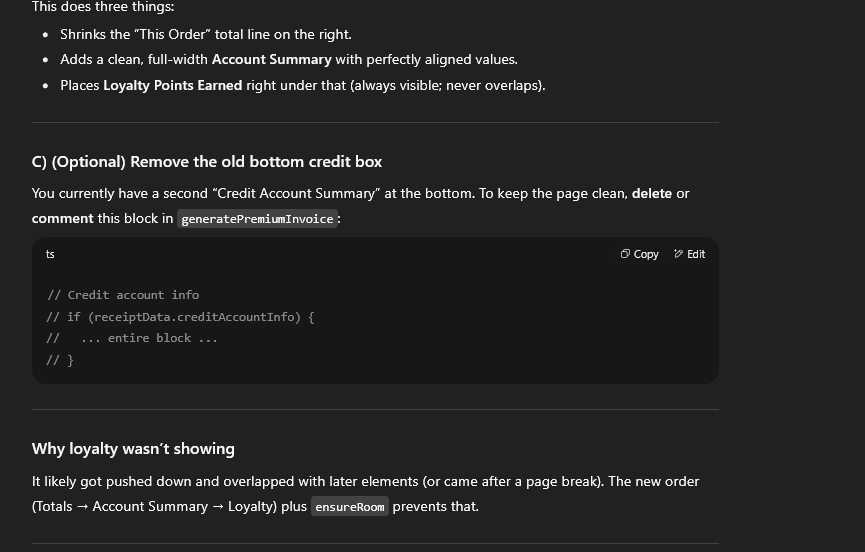 This does three things:
• Shrinks the “This Order” total line on the right.
• Adds a clean, full-width Account Summary with perfectly aligned values.
• Places Loyalty Points Earned right under that (always visible; never overlaps).
C) (Optional) Remove the old bottom credit box
You currently have a second “Credit Account Summary” at the bottom. To keep the page clean, delete or
comment this block in generatePremiumInvoice:
ts Copy Edit
// Credit account info
// if (receiptData.creditAccountInfo) {
//   ... entire block ...
// }
Why loyalty wasn’t showing
It likely got pushed down and overlapped with later elements (or came after a page break). The new order
(Totals → Account Summary → Loyalty) plus ensureRoom prevents that.